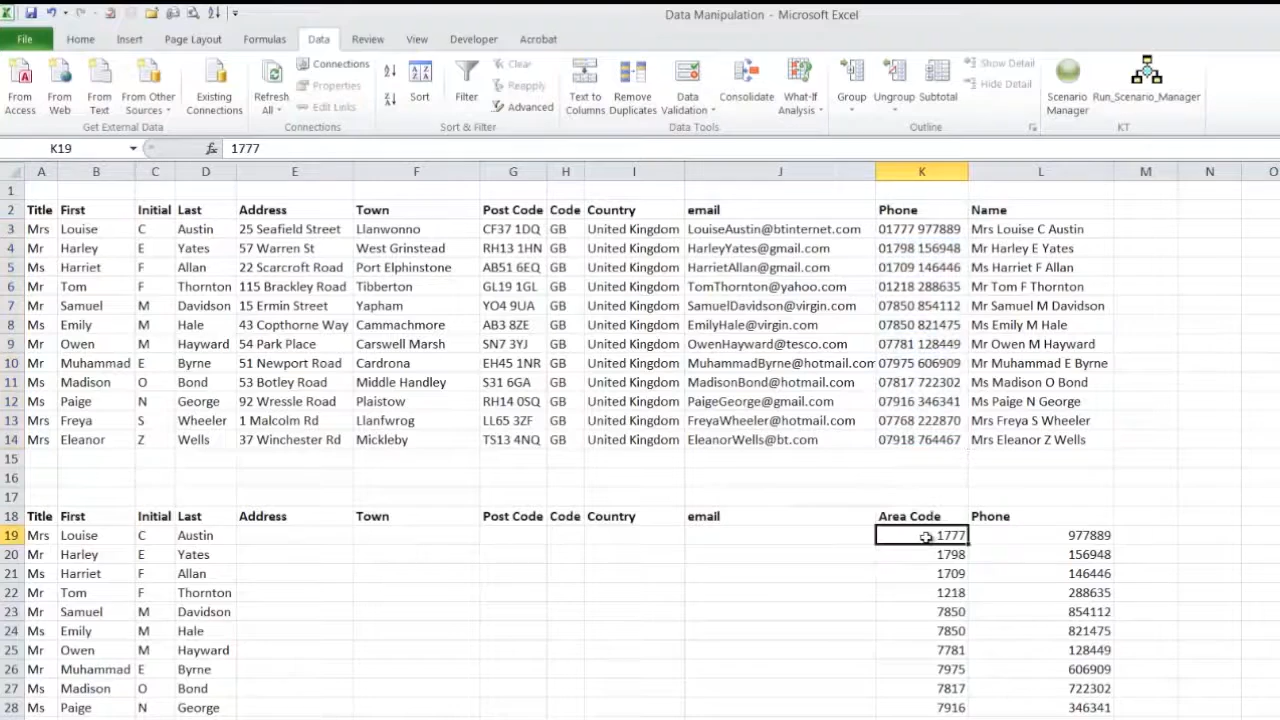 Data Manipulation - Microsoft Excel
File Home Insert Page Layout Formulas Data Review View Developer Acrobat
From Access From Web From Text From Other Sources Existing Connections Refresh All Connections Properties Edit Links Sort Filter Clear Reapply Advanced Text to Columns Remove Duplicates Data Validation Consolidate What-If Analysis Group Ungroup Subtotal Show Detail Hide Detail Scenario Manager Run_Scenario_Manager
Get External Data Connections Sort & Filter Data Tools Outline KT
K19 fx 1777
A B C D E F G H I J K L M N O
1
2 Title First Initial Last Address Town Post Code Code Country email Phone Name
3 Mrs Louise C Austin 25 Seafield Street Llanwonno CF37 1DQ GB United Kingdom LouiseAustin@btinternet.com 01777 977889 Mrs Louise C Austin
4 Mr Harley E Yates 57 Warren St West Grinstead RH13 1HN GB United Kingdom HarleyYates@gmail.com 01798 156948 Mr Harley E Yates
5 Ms Harriet F Allan 22 Scarcroft Road Port Elphinstone AB51 6EQ GB United Kingdom HarrietAllan@gmail.com 01709 146446 Ms Harriet F Allan
6 Mr Tom F Thornton 115 Brackley Road Tibberton GL19 1GL GB United Kingdom TomThornton@yahoo.com 01218 288635 Mr Tom F Thornton
7 Mr Samuel M Davidson 15 Ermin Street Yapham YO4 9UA GB United Kingdom SamuelDavidson@virgin.com 07850 854112 Mr Samuel M Davidson
8 Ms Emily M Hale 43 Copthorne Way Cammachmore AB3 8ZE GB United Kingdom EmilyHale@virgin.com 07850 821475 Ms Emily M Hale
9 Mr Owen M Hayward 54 Park Place Carswell Marsh SN7 3YJ GB United Kingdom OwenHayward@tesco.com 07781 128449 Mr Owen M Hayward
10 Mr Muhammad E Byrne 51 Newport Road Cardrona EH45 1NR GB United Kingdom MuhammadByrne@hotmail.com 07975 606909 Mr Muhammad E Byrne
11 Ms Madison O Bond 53 Botley Road Middle Handley S31 6GA GB United Kingdom MadisonBond@hotmail.com 07817 722302 Ms Madison O Bond
12 Ms Paige N George 92 Wressle Road Plaistow RH14 0SQ GB United Kingdom PaigeGeorge@gmail.com 07916 346341 Ms Paige N George
13 Mrs Freya S Wheeler 1 Malcolm Rd Llanfwrog LL65 3ZF GB United Kingdom FreyaWheeler@hotmail.com 07768 222870 Mrs Freya S Wheeler
14 Mrs Eleanor Z Wells 37 Winchester Rd Mickleby TS13 4NQ GB United Kingdom EleanorWells@bt.com 07918 764467 Mrs Eleanor Z Wells
15
16
17
18 Title First Initial Last Address Town Post Code Code Country email Area Code Phone
19 Mrs Louise C Austin 1777 977889
20 Mr Harley E Yates 1798 156948
21 Ms Harriet F Allan 1709 146446
22 Mr Tom F Thornton 1218 288635
23 Mr Samuel M Davidson 7850 854112
24 Ms Emily M Hale 7850 821475
25 Mr Owen M Hayward 7781 128449
26 Mr Muhammad E Byrne 7975 606909
27 Ms Madison O Bond 7817 722302
28 Ms Paige N George 7916 346341